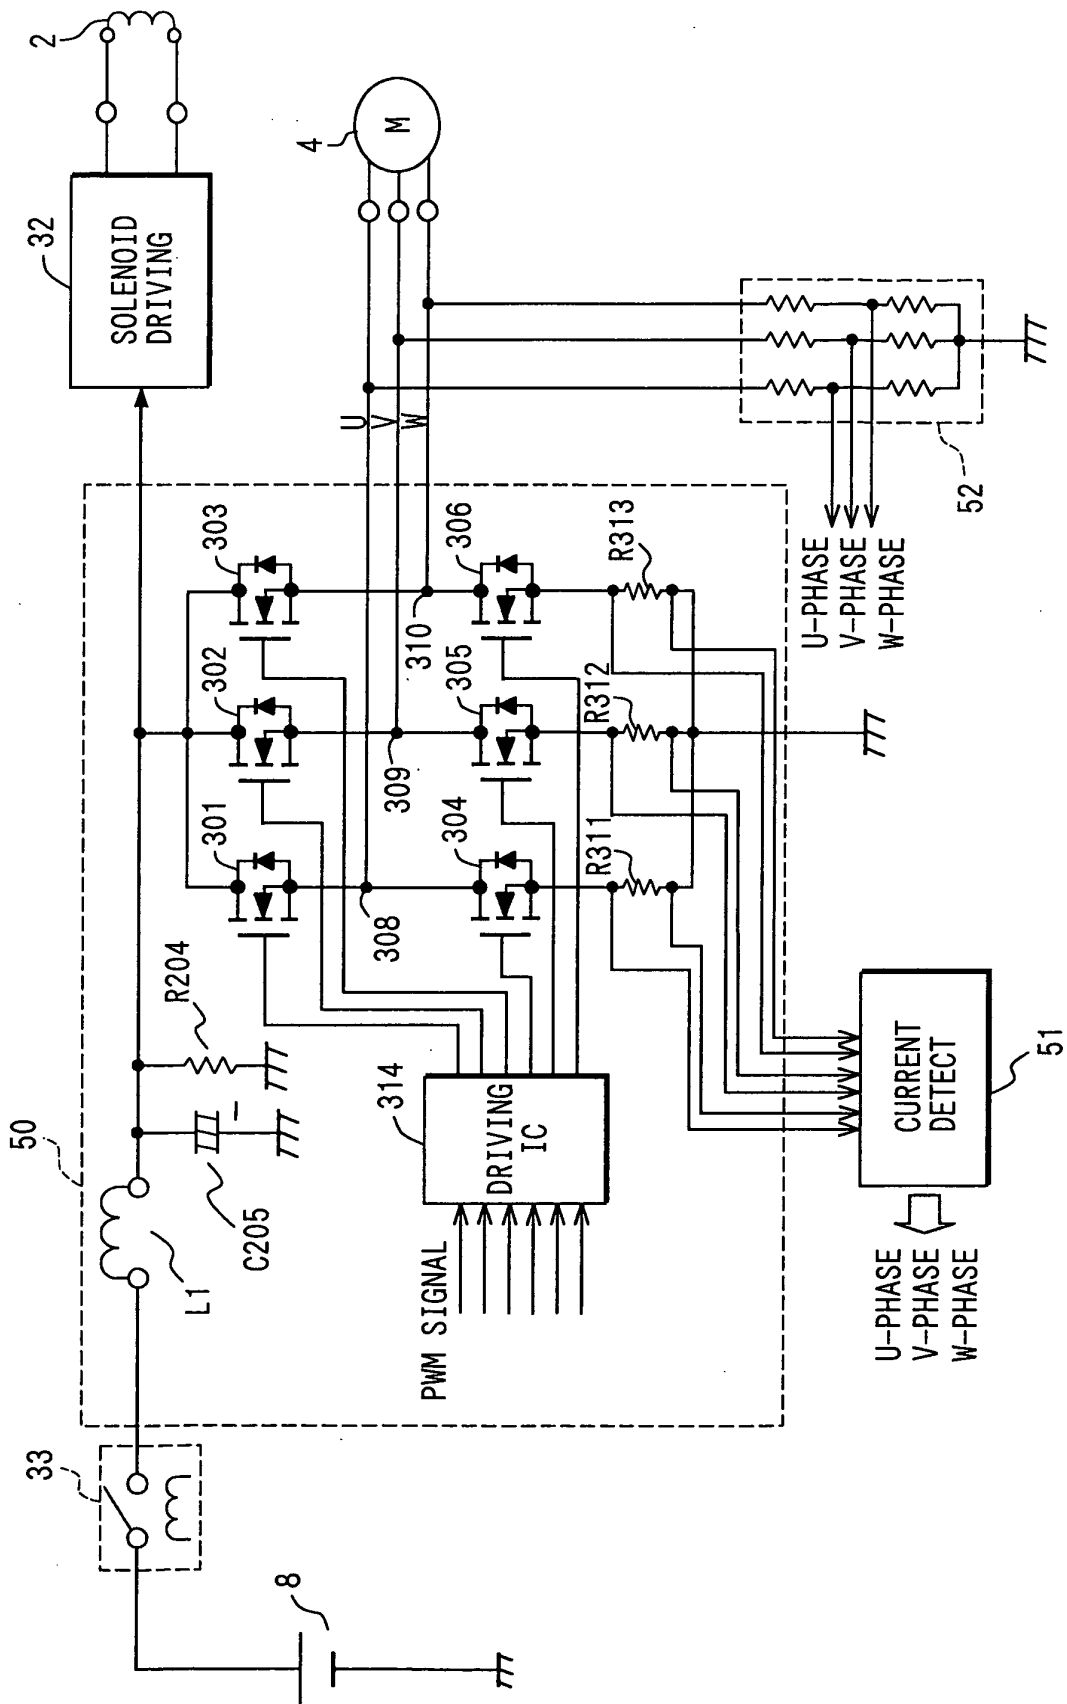 33
8
50
L1
C205
R204
PWM SIGNAL
314
DRIVING
IC
301
302
303
308
309
310
304
305
306
R311
R312
R313
U
V
W
32
SOLENOID
DRIVING
2
4
M
CURRENT
DETECT
51
U-PHASE
V-PHASE
W-PHASE
52
U-PHASE
V-PHASE
W-PHASE